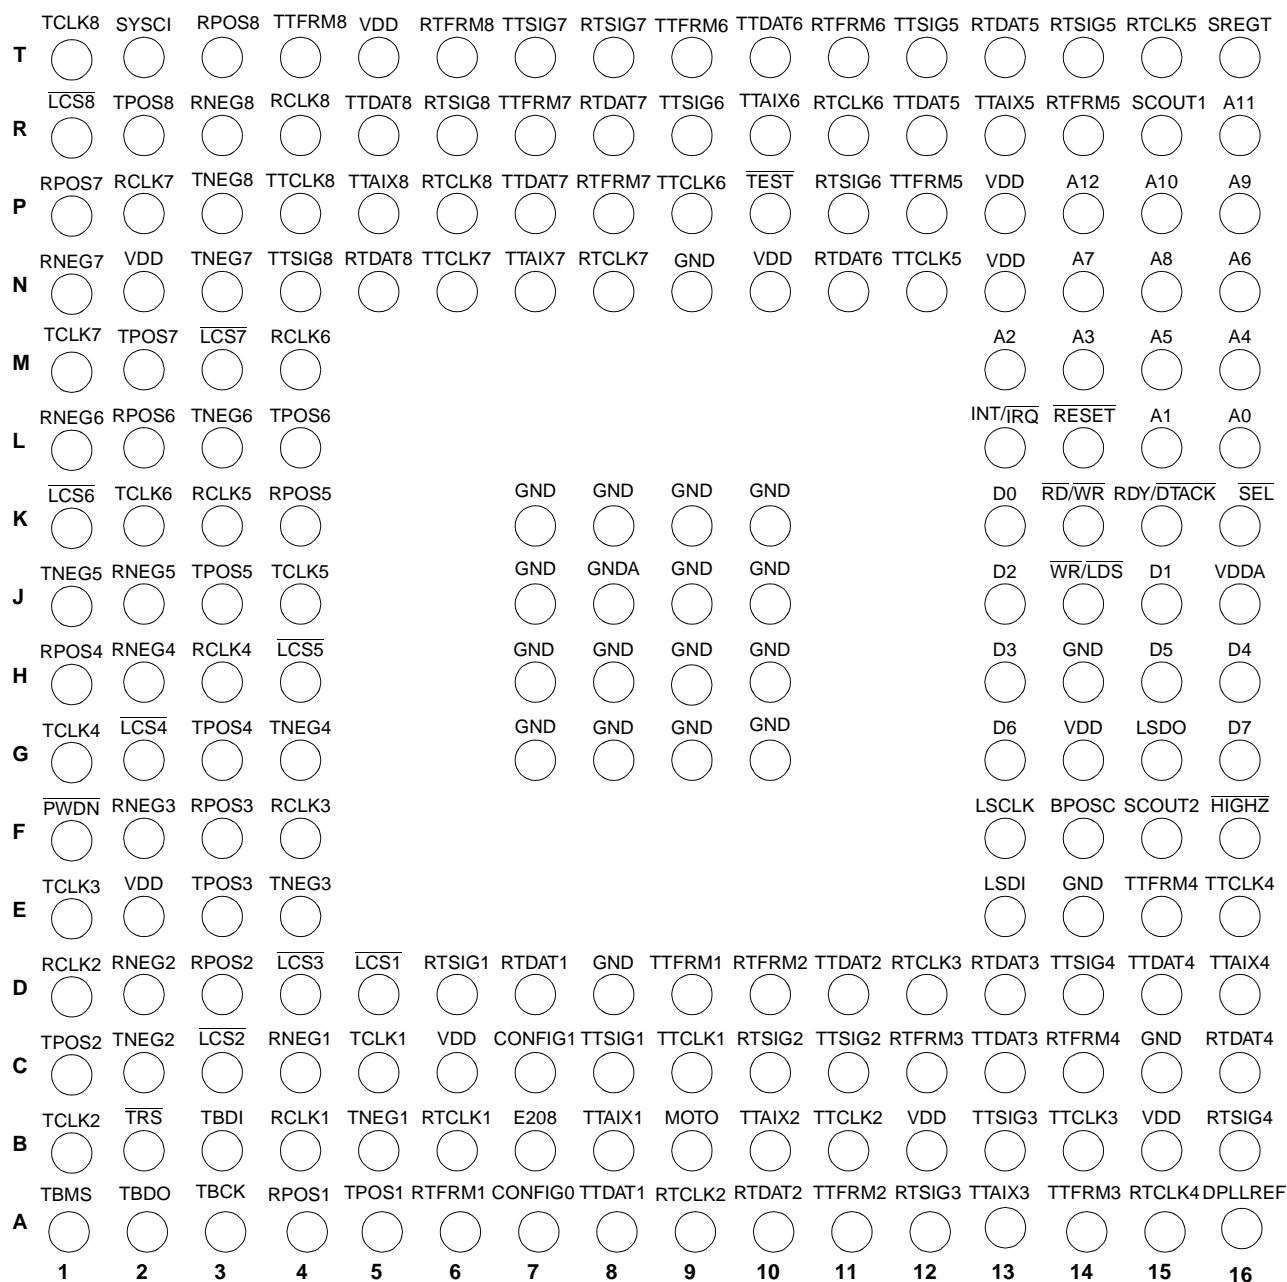 TCLK8 SYSCI RPOS8 TTFRM8 VDD RTFRM8 TTSIG7 RTSIG7 TTFRM6 TTDAT6 RTFRM6 TTSIG5 RTDAT5 RTSIG5 RTCLK5 SREGT
T
LCS8 TPOS8 RNEG8 RCLK8 TTDAT8 RTSIG8 TTFRM7 RTDAT7 TTSIG6 TTAIX6 RTCLK6 TTDAT5 TTAIX5 RTFRM5 SCOUT1 A11
R
RPOS7 RCLK7 TNEG8 TTCLK8 TTAIX8 RTCLK8 TTDAT7 RTFRM7 TTCLK6 TEST RTSIG6 TTFRM5 VDD A12 A10 A9
P
RNEG7 VDD TNEG7 TTSIG8 RTDAT8 TTCLK7 TTAIX7 RTCLK7 GND VDD RTDAT6 TTCLK5 VDD A7 A8 A6
N
TCLK7 TPOS7 LCS7 RCLK6 A2 A3 A5 A4
M
RNEG6 RPOS6 TNEG6 TPOS6 INT/IRQ RESET A1 A0
L
LCS6 TCLK6 RCLK5 RPOS5 GND GND GND GND D0 RD/WR RDY/DTACK SEL
K
TNEG5 RNEG5 TPOS5 TCLK5 GND GNDA GND GND D2 WR/LDS D1 VDDA
J
RPOS4 RNEG4 RCLK4 LCS5 GND GND GND GND D3 GND D5 D4
H
TCLK4 LCS4 TPOS4 TNEG4 GND GND GND GND D6 VDD LSDO D7
G
PWDN RNEG3 RPOS3 RCLK3 LSCLK BPOSC SCOUT2 HIGHZ
F
TCLK3 VDD TPOS3 TNEG3 LSDI GND TTFRM4 TTCLK4
E
RCLK2 RNEG2 RPOS2 LCS3 LCS1 RTSIG1 RTDAT1 GND TTFRM1 RTFRM2 TTDAT2 RTCLK3 RTDAT3 TTSIG4 TTDAT4 TTAIX4
D
TPOS2 TNEG2 LCS2 RNEG1 TCLK1 VDD CONFIG1 TTSIG1 TTCLK1 RTSIG2 TTSIG2 RTFRM3 TTDAT3 RTFRM4 GND RTDAT4
C
TCLK2 TRS TBDI RCLK1 TNEG1 RTCLK1 E208 TTAIX1 MOTO TTAIX2 TTCLK2 VDD TTSIG3 TTCLK3 VDD RTSIG4
B
TBMS TBDO TBCK RPOS1 TPOS1 RTFRM1 CONFIG0 TTDAT1 RTCLK2 RTDAT2 TTFRM2 RTSIG3 TTAIX3 TTFRM3 RTCLK4 DPLLREF
A
1 2 3 4 5 6 7 8 9 10 11 12 13 14 15 16